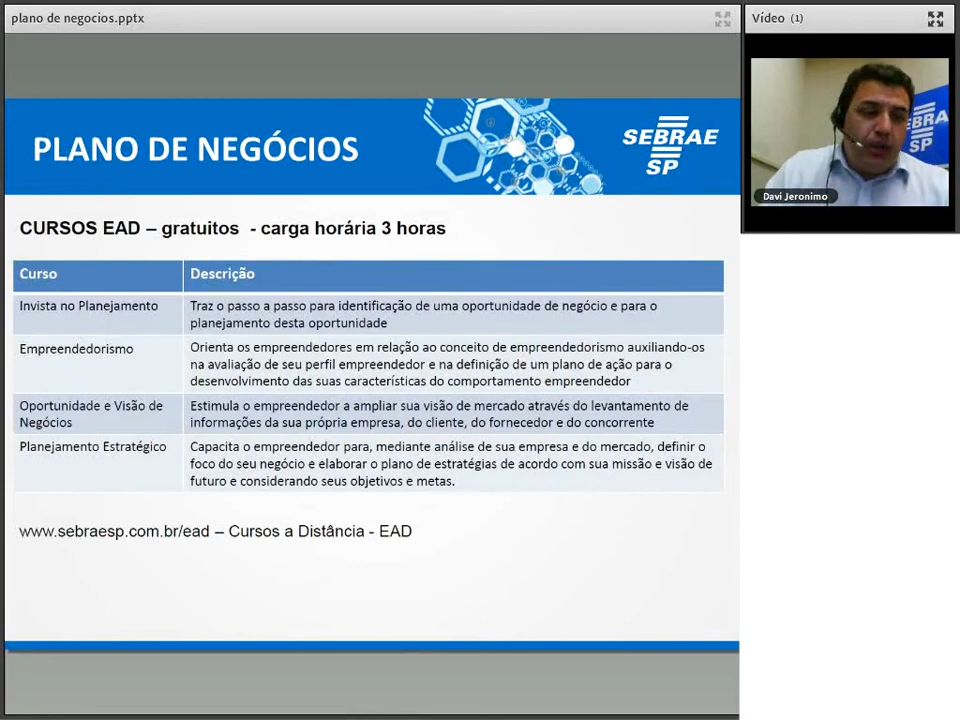 plano de negocios.pptx
Vídeo (1)
PLANO DE NEGÓCIOS
SEBRAE
SP
EBRA
SP
Davi Jeronimo
CURSOS EAD – gratuitos - carga horária 3 horas
Curso
Descrição
Invista no Planejamento
Traz o passo a passo para identificação de uma oportunidade de negócio e para o
planejamento desta oportunidade
Empreendedorismo
Orienta os empreendedores em relação ao conceito de empreendedorismo auxiliando-os
na avaliação de seu perfil empreendedor e na definição de um plano de ação para o
desenvolvimento das suas características do comportamento empreendedor
Oportunidade e Visão de
Negócios
Estimula o empreendedor a ampliar sua visão de mercado através do levantamento de
informações da sua própria empresa, do cliente, do fornecedor e do concorrente
Planejamento Estratégico
Capacita o empreendedor para, mediante análise de sua empresa e do mercado, definir o
foco do seu negócio e elaborar o plano de estratégias de acordo com sua missão e visão de
futuro e considerando seus objetivos e metas.
www.sebraesp.com.br/ead – Cursos a Distância - EAD